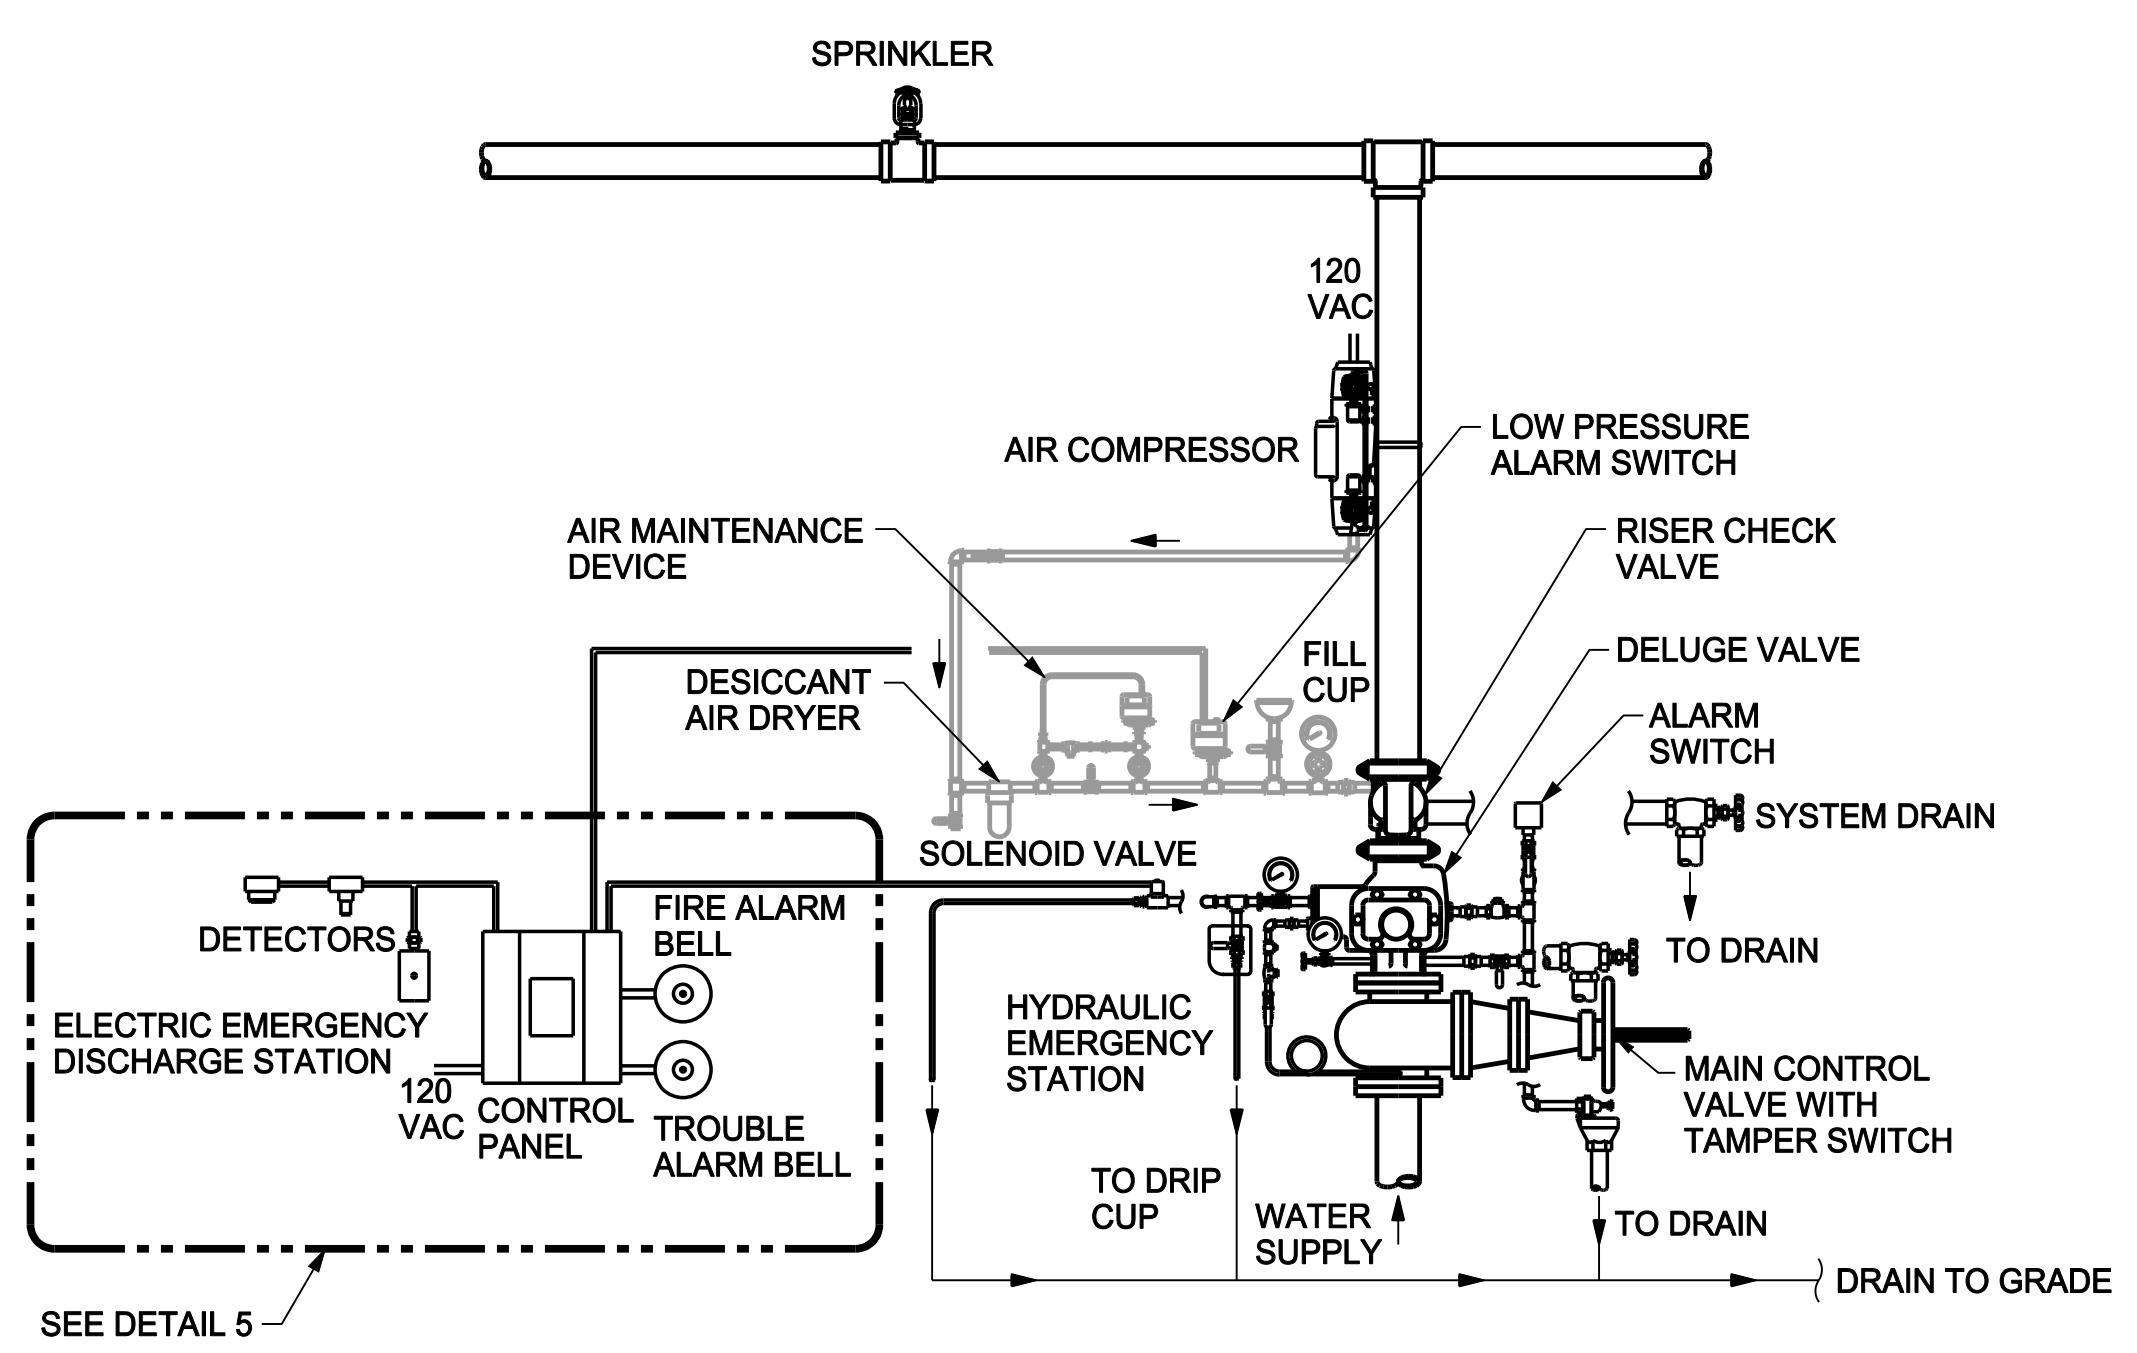 SPRINKLER
120
VAC
LOW PRESSURE
ALARM SWITCH
AIR COMPRESSOR
AIR MAINTENANCE
DEVICE
RISER CHECK
VALVE
FILL
CUP
DELUGE VALVE
DESICCANT
AIR DRYER
ALARM
SWITCH
SYSTEM DRAIN
SOLENOID VALVE
FIRE ALARM
BELL
DETECTORS
TO DRAIN
ELECTRIC EMERGENCY
DISCHARGE STATION
HYDRAULIC
EMERGENCY
STATION
120
VAC
CONTROL
PANEL
TROUBLE
ALARM BELL
MAIN CONTROL
VALVE WITH
TAMPER SWITCH
TO DRIP
CUP
WATER
SUPPLY
TO DRAIN
DRAIN TO GRADE
SEE DETAIL 5